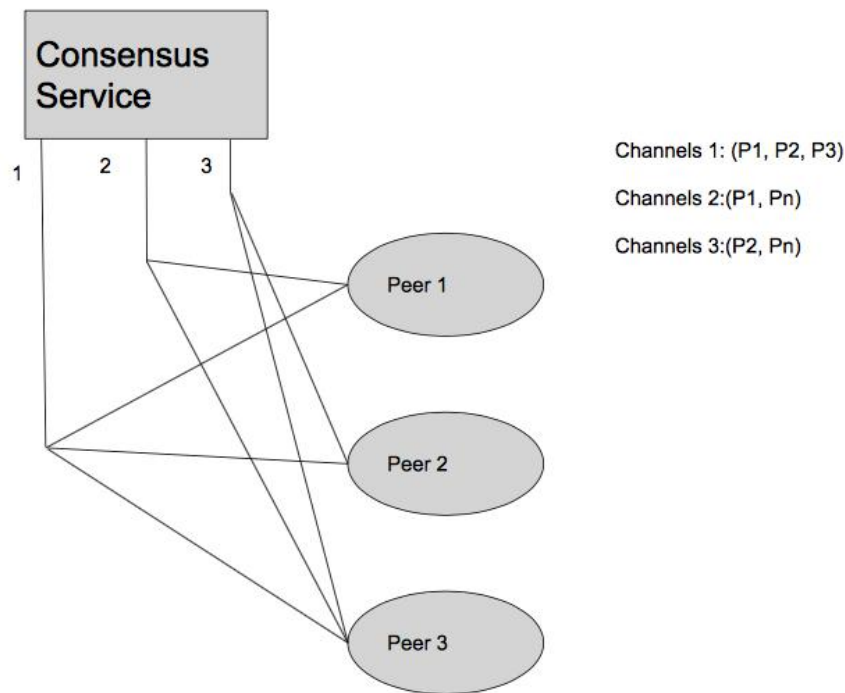 Consensus
Service
1
2
3
Channels 1: (P1, P2, P3)
Channels 2:(P1, Pn)
Channels 3:(P2, Pn)
Peer 1
Peer 2
Peer 3